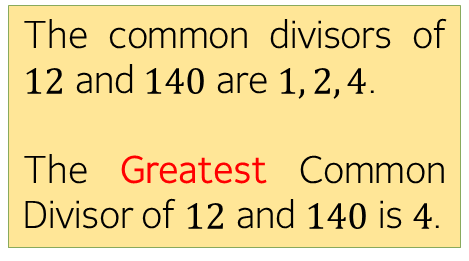 The common divisors of
12 and 140 are 1, 2, 4.
The Greatest Common
Divisor of 12 and 140 is 4.